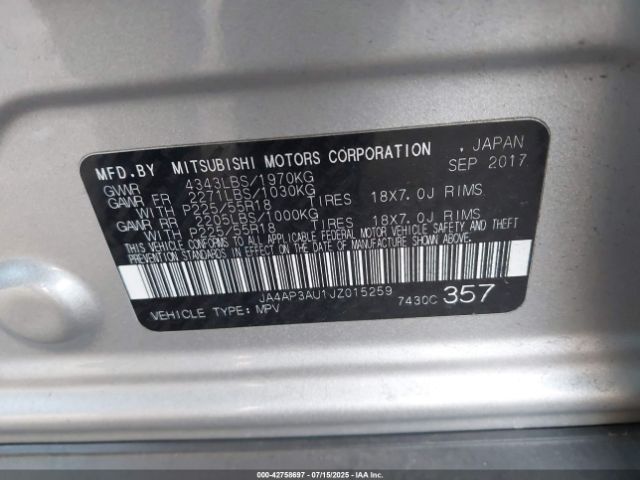 MFD.BY MITSUBISHI MOTORS CORPORATION , JAPAN
SEP 2017
GVWR 4343LBS/1970KG
GAWR FR 2271LBS/1030KG
WITH P225/55R18 TIRES 18X7.0J RIMS
GAWR RR 2205LBS/1000KG
WITH P225/55R18 TIRES 18X7.0J RIMS
THIS VEHICLE CONFORMS TO ALL APPLICABLE FEDERAL MOTOR VEHICLE SAFETY AND THEFT
PREVENTION STANDARDS IN EFFECT ON THE DATE OF MANUFACTURE SHOWN ABOVE.
JA4AP3AU1JZ015259
VEHICLE TYPE: MPV 7430C 357
000-42758697 - 07/15/2025 - IAAI.COM